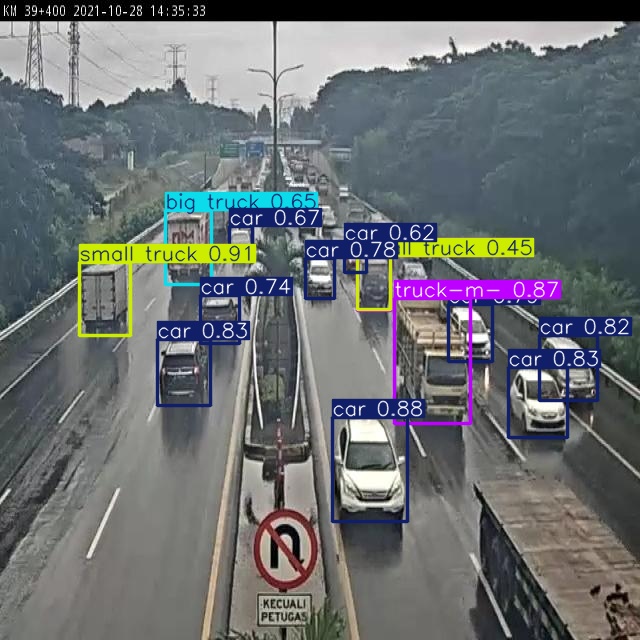 KM 39+400 2021-10-28 14:35:33
big truck 0.65
car 0.67
car 0.62
small truck 0.91
car 0.78
ll truck 0.45
car 0.74
truck-m- 0.87
car 0.83
car 0.82
car 0.83
car 0.88
KECUALI
PETUGAS